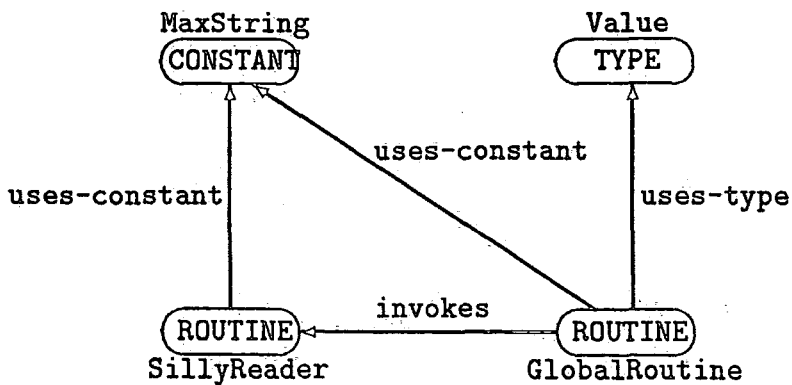 MaxString
Value
CONSTANT
TYPE
uses-constant
uses-constant
uses-type
invokes
ROUTINE
ROUTINE
SillyReader
GlobalRoutine